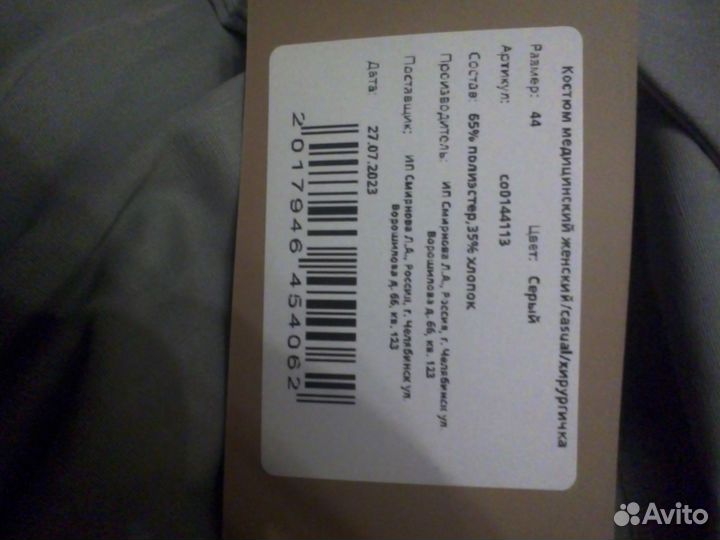 Костюм медицинский женский/casual/хирургичка
Размер: 44 Цвет: Серый
Артикул: co0144113
Состав: 65% полиэстер,35% хлопок
Производитель: ИП Смирнова Л.А., Россия, г. Челябинск ул.
Ворошилова д. 66, кв. 123
Поставщик: ИП Смирнова Л.А., Россия, г. Челябинск ул.
Ворошилова д. 66, кв. 123
Дата: 27.07.2023
2017946454062
Avito